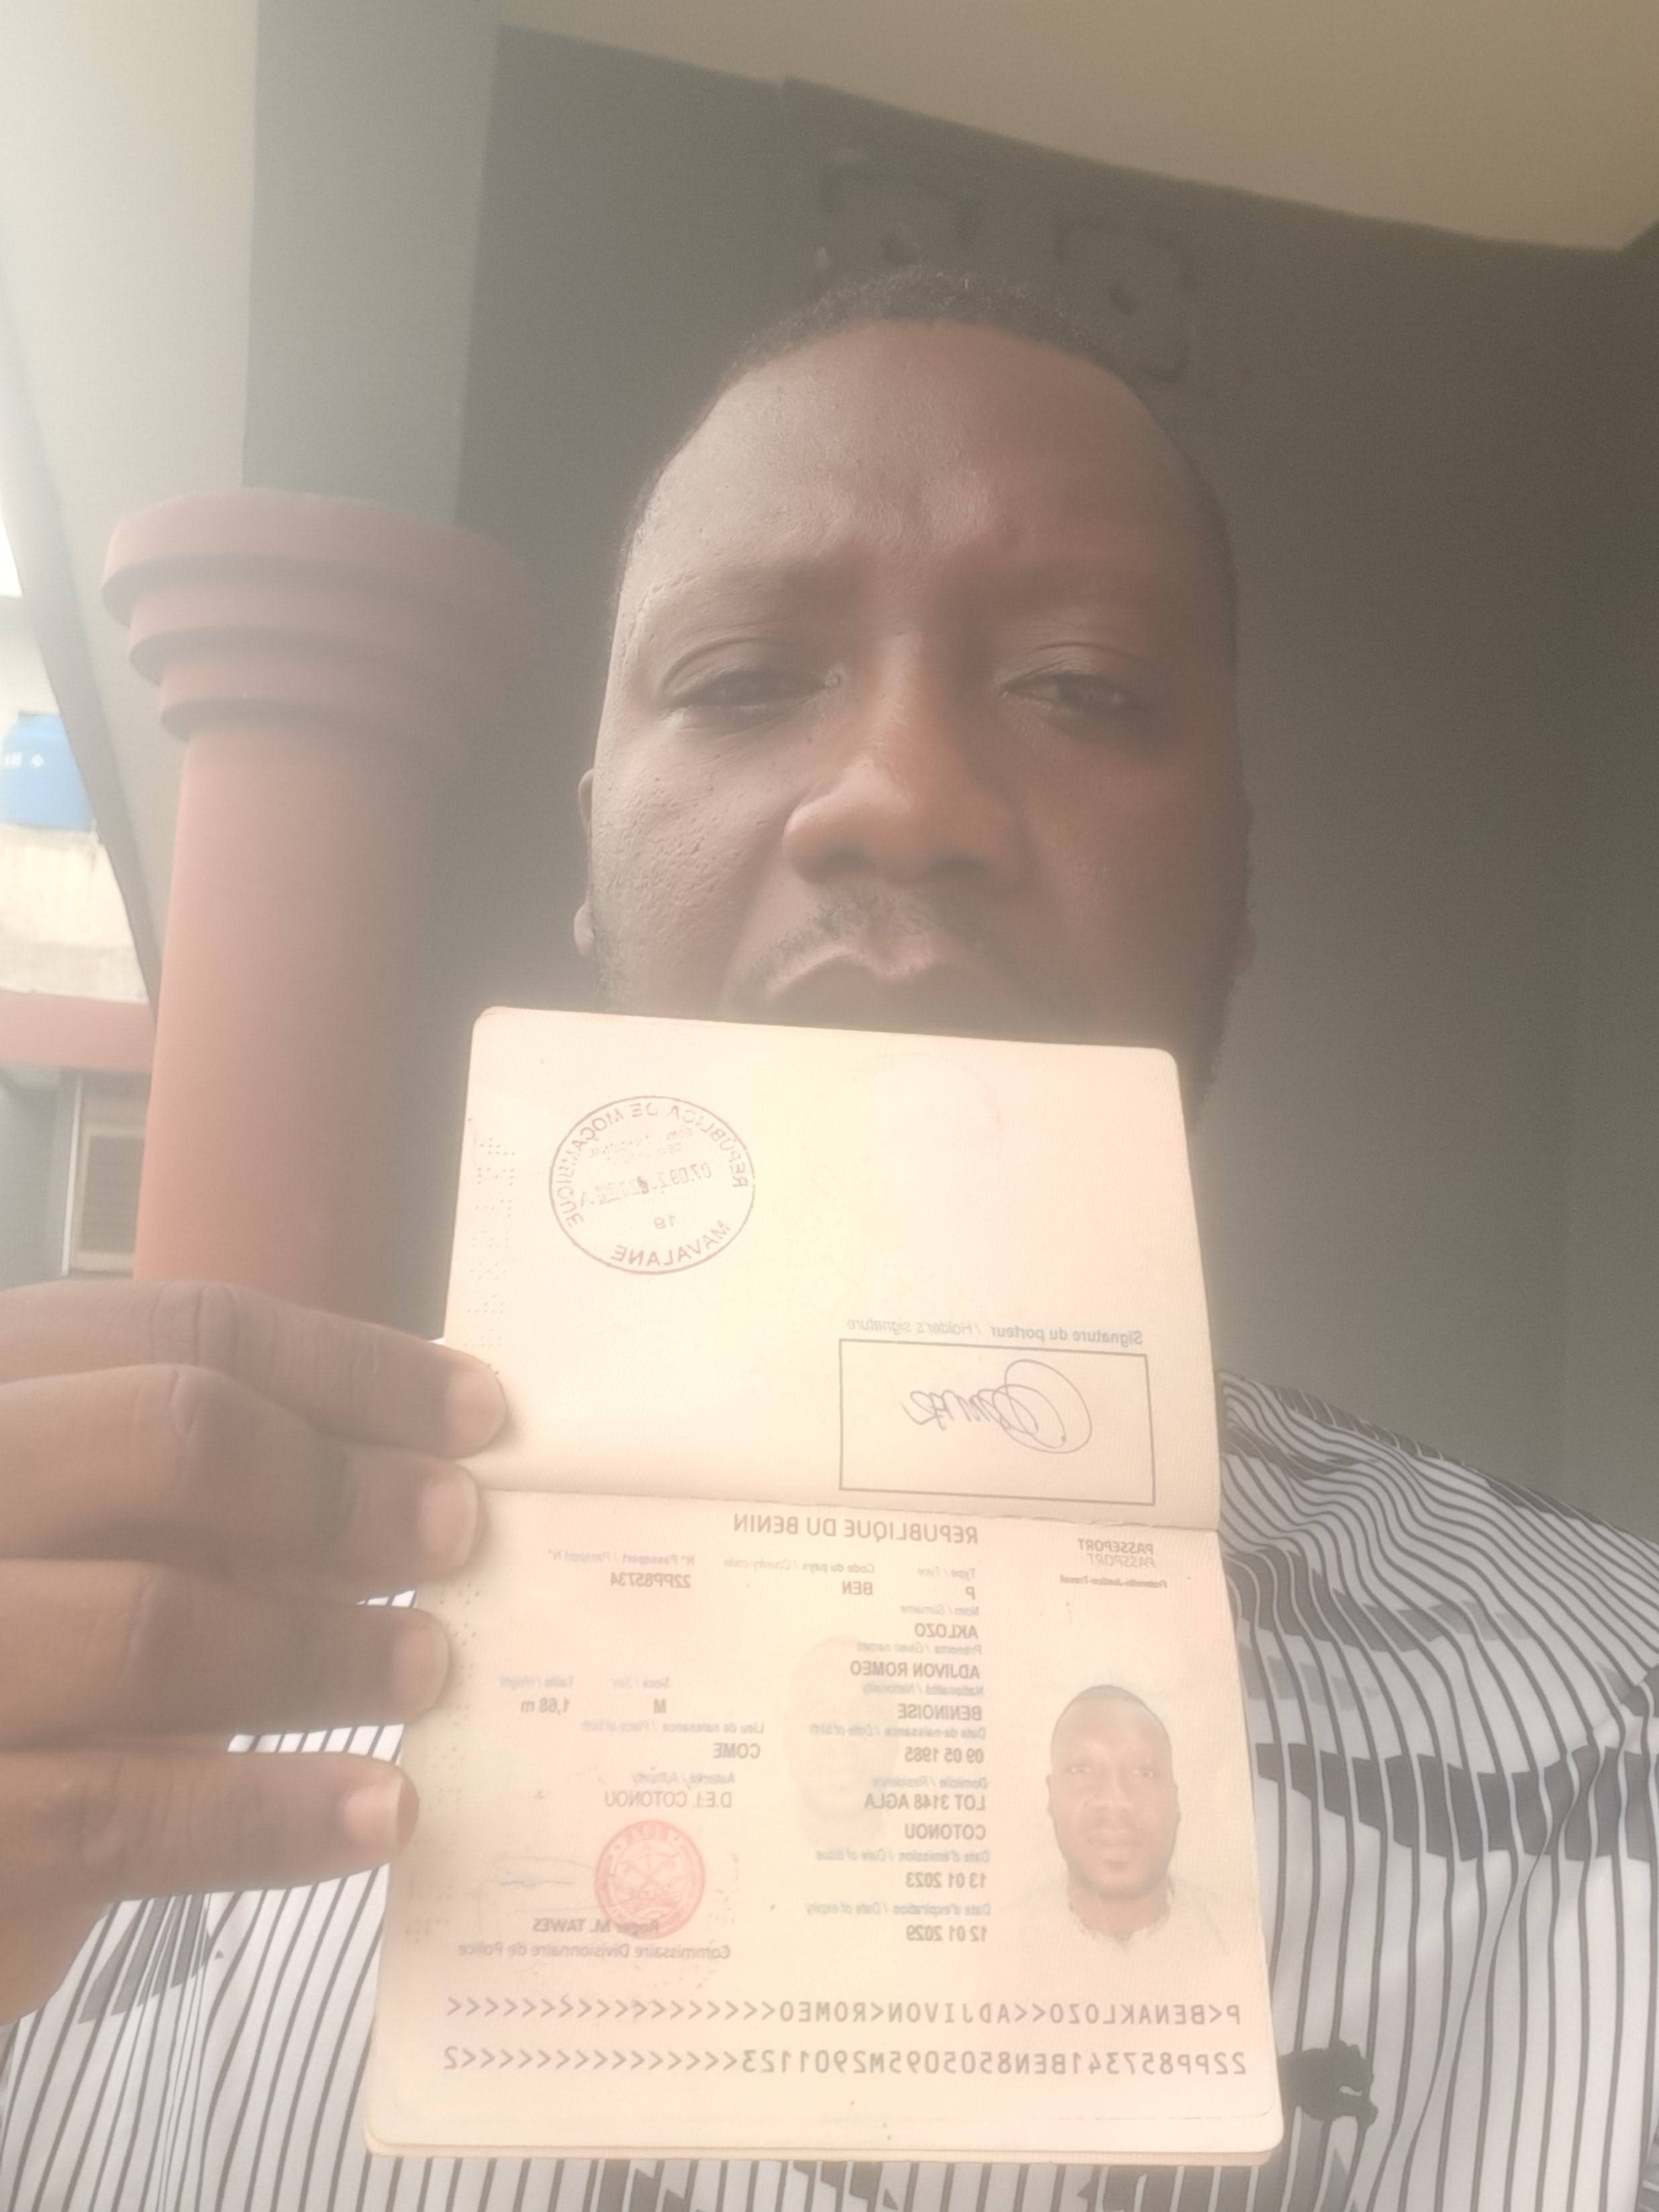 REPÚBLICA DE MOÇAMBIQUE
19
MAVALANE
Signature du porteur / Holder's signature
PASSEPORT
PASSPORT
Fraternité-Justice-Travail
REPUBLIQUE DU BENIN
Type / Type Code du pays / Country code N° Passeport / Passport N°
P BEN 22PP85734
Nom / Surname
AKLOZO
Prénoms / Given names
ADJIVON ROMEO
Nationalité / Nationality Sexe / Sex Taille / Height
BENINOISE M 1,68 m
Date de naissance / Date of birth Lieu de naissance / Place of birth
09 05 1985 COME
Domicile / Residence Autorité / Authority
LOT 3148 AGLA D.E.I. COTONOU
COTONOU
Date d'émission / Date of issue
13 01 2023
Date d'expiration / Date of expiry
12 01 2029
Roger M. TAWES
Commissaire Divisionnaire de Police
P<BENAKLOZO<<ADJIVON<ROMEO<<<<<<<<<<<<<<<<<<
22PP857341BEN8505095M2901123<<<<<<<<<<<<<<<2